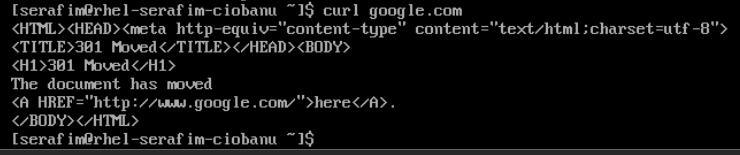 [serafim@rhel-serafim-ciobanu ~]$ curl google.com
<HTML><HEAD><meta http-equiv="content-type" content="text/html;charset=utf-8">
<TITLE>301 Moved</TITLE></HEAD><BODY>
<H1>301 Moved</H1>
The document has moved
<A HREF="http://www.google.com/">here</A>.
</BODY></HTML>
[serafim@rhel-serafim-ciobanu ~]$